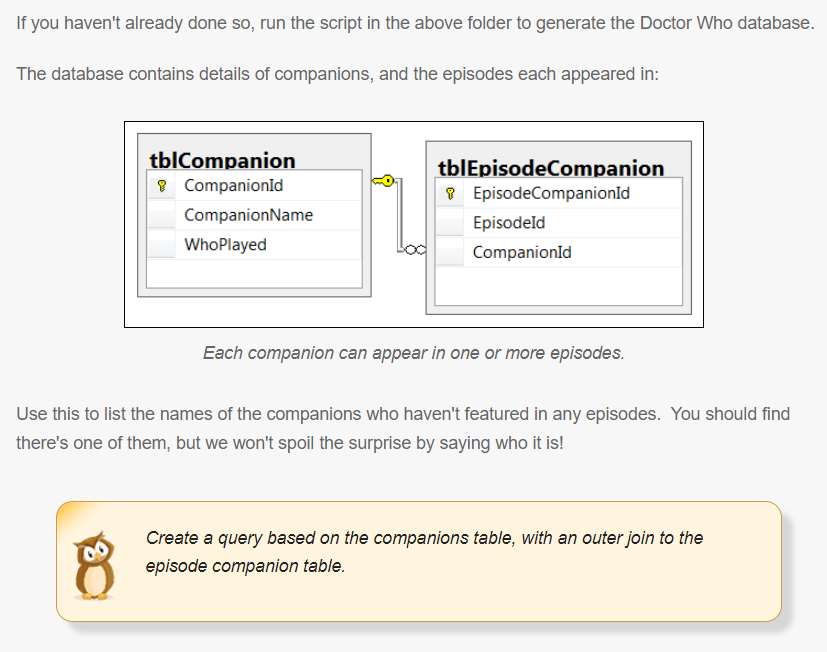 If you haven't already done so, run the script in the above folder to generate the Doctor Who database.
The database contains details of companions, and the episodes each appeared in:
tblCompanion
CompanionId
CompanionName
WhoPlayed
tblEpisodeCompanion
EpisodeCompanionId
EpisodeId
CompanionId
Each companion can appear in one or more episodes.
Use this to list the names of the companions who haven't featured in any episodes.  You should find
there's one of them, but we won't spoil the surprise by saying who it is!
Create a query based on the companions table, with an outer join to the
episode companion table.